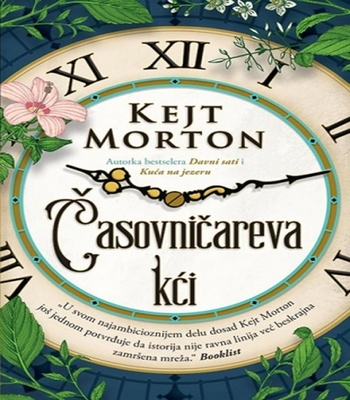 XI XII I
KEJT
MORTON
Autorka bestselera Davni sati i
Kuća na jezeru
Časovničareva
kći
VIII
„U svom najambicioznijem delu dosad Kejt Morton
još jednom potvrđuje da istorija nije ravna linija već beskrajna
zamršena mreža.“ Booklist